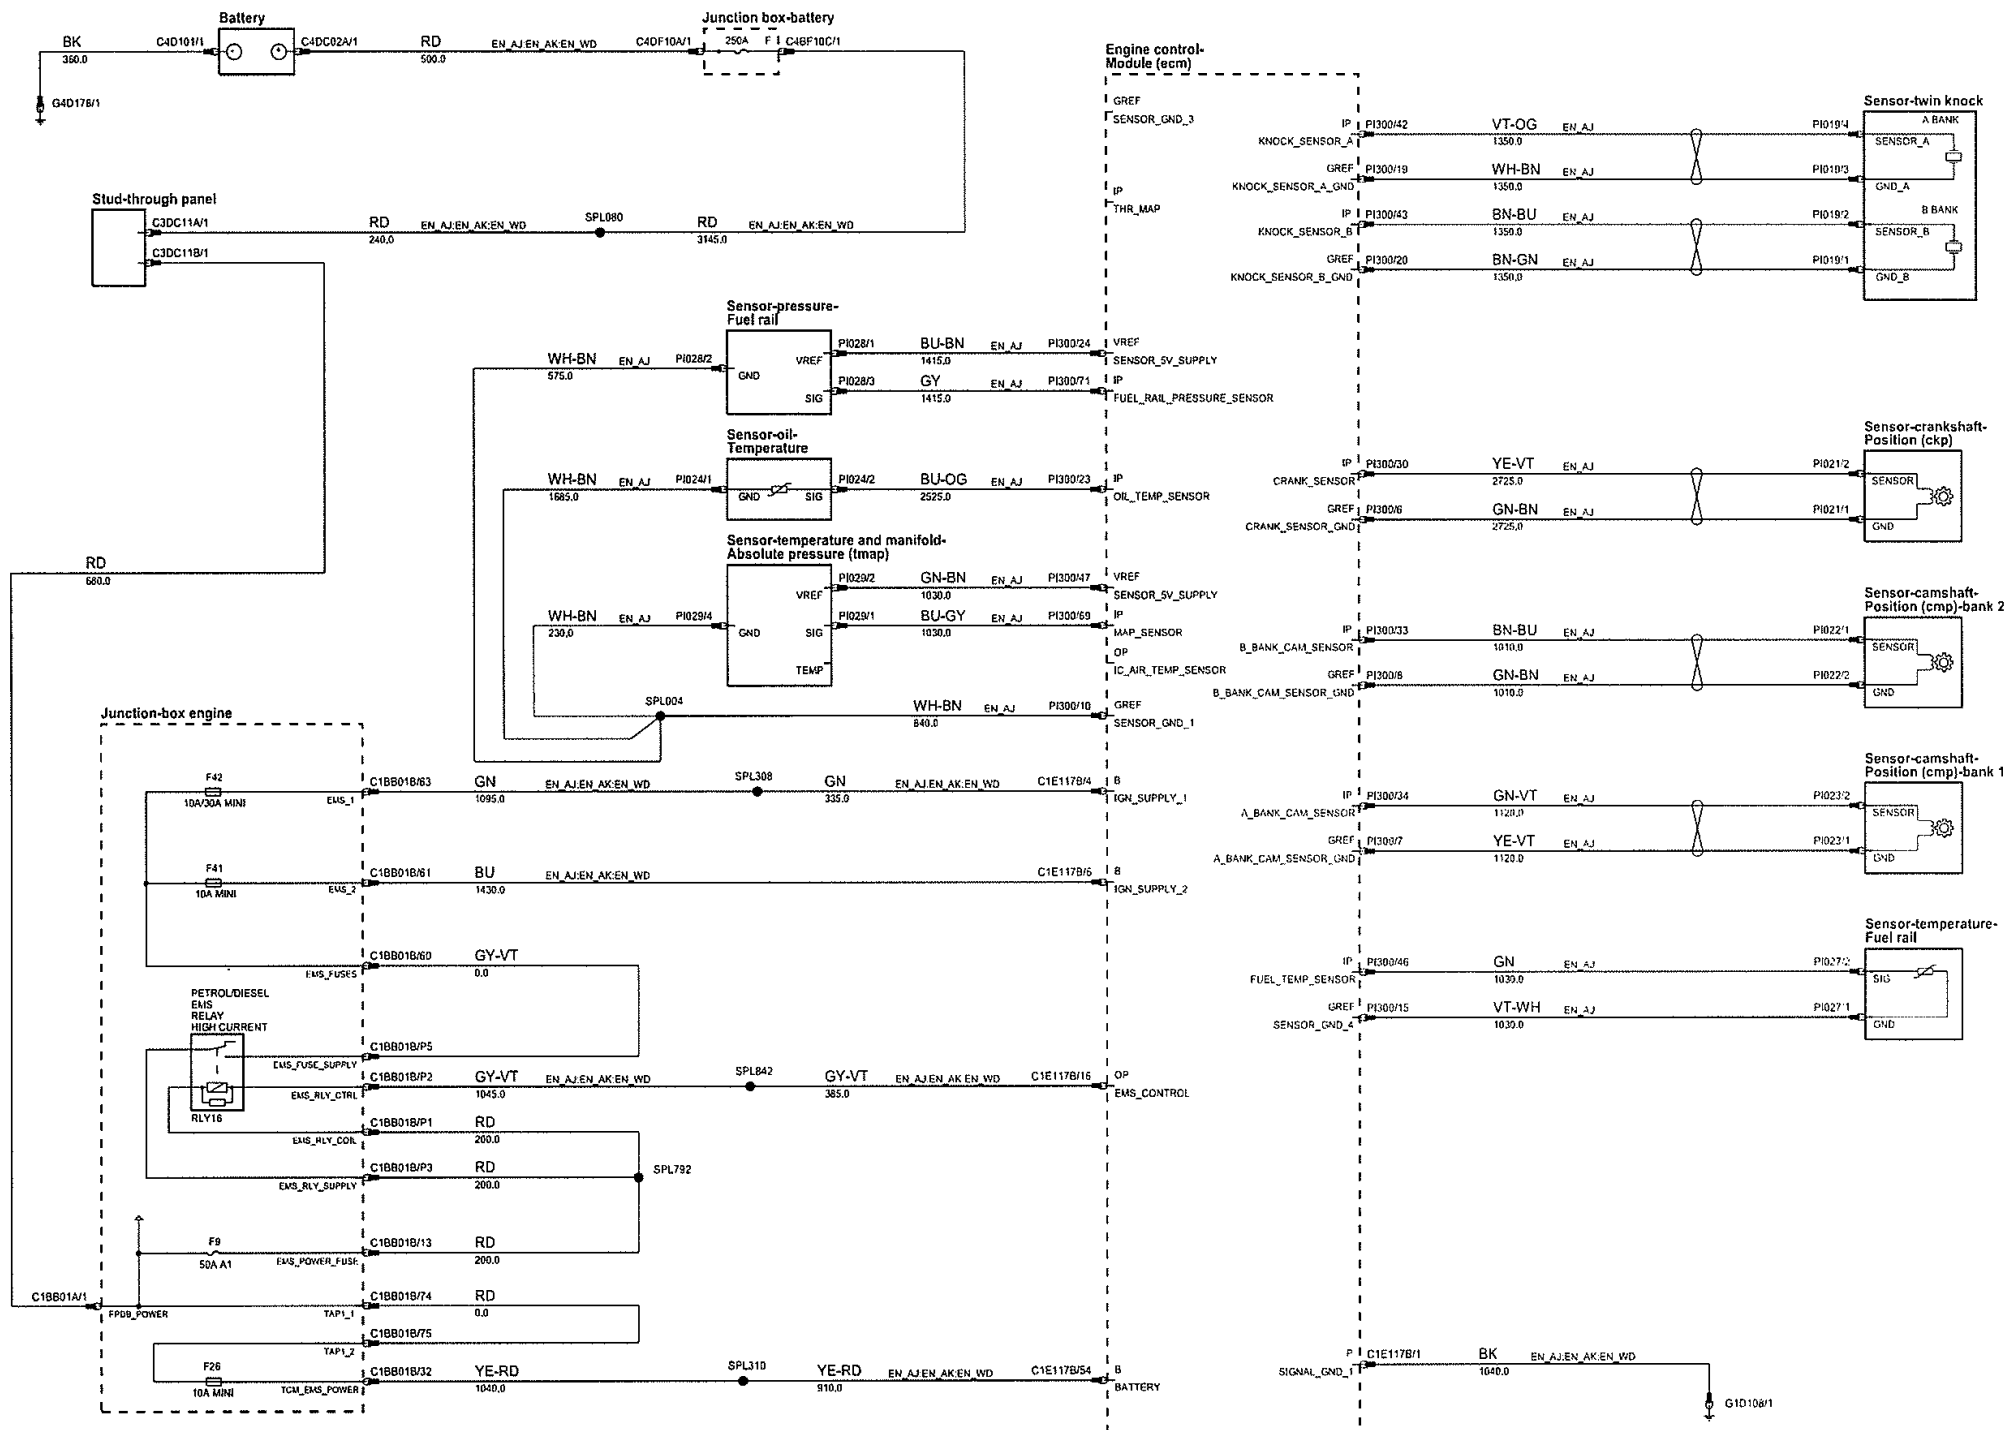 Battery
BK
360.0
C4D101/1
C4DC02A/1
RD
500.0
EN_AJ:EN_AK:EN_WD
C4DF10A/1
Junction box-battery
250A
F
C4BF10C/1
G4D178/1
Stud-through panel
C3DC11A/1
C3DC11B/1
RD
240.0
EN_AJ:EN_AK:EN_WD
SPL080
RD
3145.0
EN_AJ:EN_AK:EN_WD
RD
680.0
Engine control-
Module (ecm)
GREF
SENSOR_GND_3
IP
THR_MAP
Sensor-pressure-
Fuel rail
WH-BN
575.0
EN_AJ
PI028/2
GND
VREF
SIG
PI028/1
BU-BN
1415.0
EN_AJ
PI300/24
VREF
SENSOR_5V_SUPPLY
PI028/3
GY
1415.0
EN_AJ
PI300/71
IP
FUEL_RAIL_PRESSURE_SENSOR
Sensor-oil-
Temperature
WH-BN
1685.0
EN_AJ
PI024/1
GND
SIG
PI024/2
BU-OG
2525.0
EN_AJ
PI300/23
IP
OIL_TEMP_SENSOR
Sensor-temperature and manifold-
Absolute pressure (tmap)
WH-BN
230.0
EN_AJ
PI029/4
GND
VREF
SIG
TEMP
PI029/2
GN-BN
1030.0
EN_AJ
PI300/47
VREF
SENSOR_5V_SUPPLY
PI029/1
BU-GY
1030.0
EN_AJ
PI300/69
IP
MAP_SENSOR
OP
IC_AIR_TEMP_SENSOR
SPL004
WH-BN
840.0
EN_AJ
PI300/10
GREF
SENSOR_GND_1
Junction-box engine
F42
10A/30A MINI
EMS_1
C1BB01B/63
GN
1095.0
EN_AJ:EN_AK:EN_WD
SPL308
GN
335.0
EN_AJ:EN_AK:EN_WD
C1E117B/4
B
IGN_SUPPLY_1
F41
10A MINI
EMS_2
C1BB01B/61
BU
1430.0
EN_AJ:EN_AK:EN_WD
C1E117B/6
B
IGN_SUPPLY_2
EMS_FUSES
C1BB01B/60
GY-VT
0.0
PETROL/DIESEL
EMS
RELAY
HIGH CURRENT
RLY16
EMS_FUSE_SUPPLY
C1BB01B/P5
EMS_RLY_CTRL
C1BB01B/P2
GY-VT
1045.0
EN_AJ:EN_AK:EN_WD
SPL842
GY-VT
385.0
EN_AJ:EN_AK:EN_WD
C1E117B/16
OP
EMS_CONTROL
EMS_RLY_COIL
C1BB01B/P1
RD
200.0
EMS_RLY_SUPPLY
C1BB01B/P3
RD
200.0
SPL792
F9
50A A1
EMS_POWER_FUSE
C1BB01B/13
RD
200.0
C1BB01A/1
FPDB_POWER
TAP1_1
C1BB01B/74
RD
0.0
TAP1_2
C1BB01B/75
F26
10A MINI
TCM_EMS_POWER
C1BB01B/32
YE-RD
1040.0
SPL310
YE-RD
910.0
EN_AJ:EN_AK:EN_WD
C1E117B/54
B
BATTERY
IP
KNOCK_SENSOR_A
PI300/42
VT-OG
1350.0
EN_AJ
PI019/4
GREF
KNOCK_SENSOR_A_GND
PI300/19
WH-BN
1350.0
EN_AJ
PI019/3
IP
KNOCK_SENSOR_B
PI300/43
BN-BU
1350.0
EN_AJ
PI019/2
GREF
KNOCK_SENSOR_B_GND
PI300/20
BN-GN
1350.0
EN_AJ
PI019/1
Sensor-twin knock
A BANK
SENSOR_A
GND_A
B BANK
SENSOR_B
GND_B
IP
CRANK_SENSOR
PI300/30
YE-VT
2725.0
EN_AJ
PI021/2
GREF
CRANK_SENSOR_GND
PI300/6
GN-BN
2725.0
EN_AJ
PI021/1
Sensor-crankshaft-
Position (ckp)
SENSOR
GND
IP
B_BANK_CAM_SENSOR
PI300/33
BN-BU
1010.0
EN_AJ
PI022/1
GREF
B_BANK_CAM_SENSOR_GND
PI300/8
GN-BN
1010.0
EN_AJ
PI022/2
Sensor-camshaft-
Position (cmp)-bank 2
SENSOR
GND
IP
A_BANK_CAM_SENSOR
PI300/34
GN-VT
1120.0
EN_AJ
PI023/2
GREF
A_BANK_CAM_SENSOR_GND
PI300/7
YE-VT
1120.0
EN_AJ
PI023/1
Sensor-camshaft-
Position (cmp)-bank 1
SENSOR
GND
IP
FUEL_TEMP_SENSOR
PI300/46
GN
1030.0
EN_AJ
PI027/2
GREF
SENSOR_GND_4
PI300/15
VT-WH
1030.0
EN_AJ
PI027/1
Sensor-temperature-
Fuel rail
SIG
GND
P
SIGNAL_GND_1
C1E117B/1
BK
1640.0
EN_AJ:EN_AK:EN_WD
G1D108/1